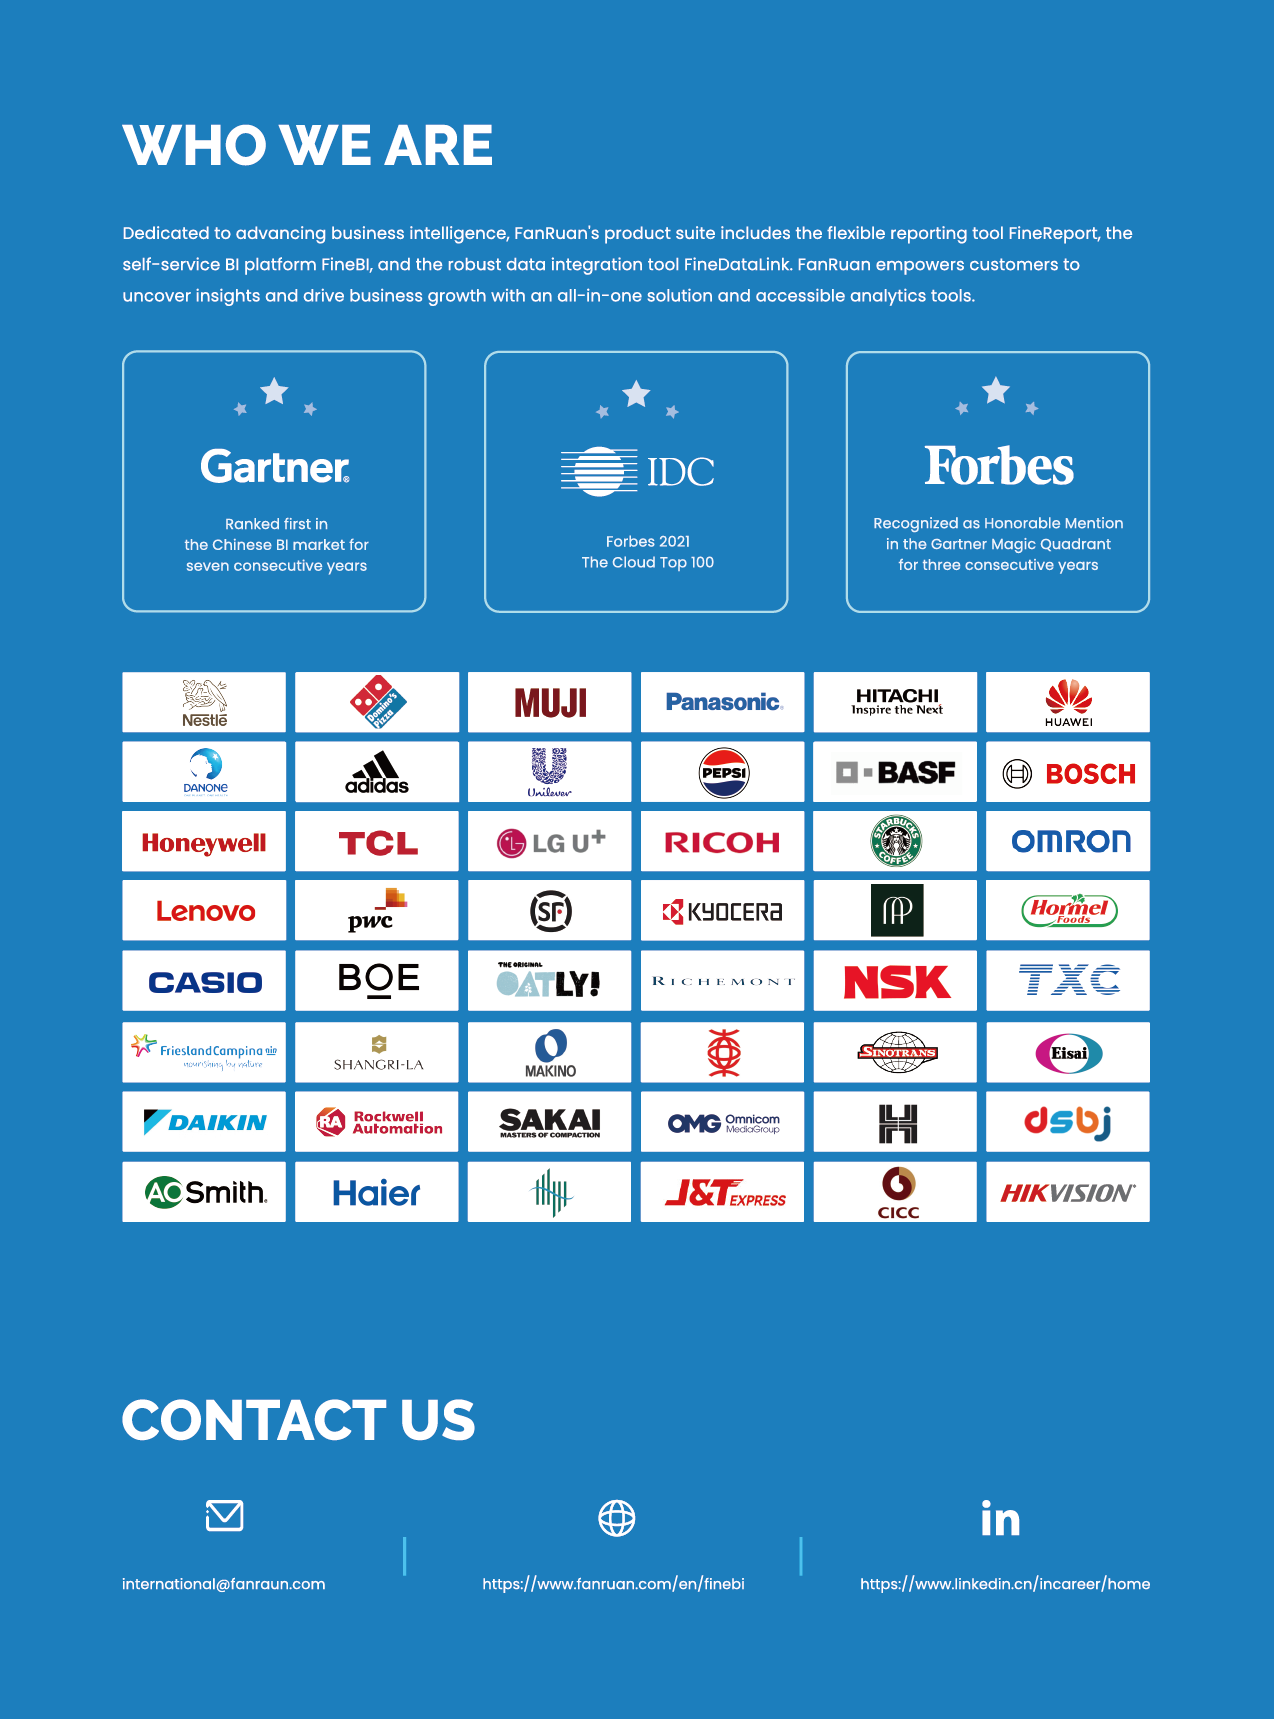 WHO WE ARE
Dedicated to advancing business intelligence, FanRuan's product suite includes the flexible reporting tool FineReport, the
self-service BI platform FineBI, and the robust data integration tool FineDataLink. FanRuan empowers customers to
uncover insights and drive business growth with an all-in-one solution and accessible analytics tools.
Gartner®
Ranked first in
the Chinese BI market for
seven consecutive years
IDC
Forbes 2021
The Cloud Top 100
Forbes
Recognized as Honorable Mention
in the Gartner Magic Quadrant
for three consecutive years
Nestlé
Domino's
Pizza
MUJI
Panasonic
HITACHI
Inspire the Next
HUAWEI
DANONE
adidas
Unilever
PEPSI
BASF
BOSCH
Honeywell
TCL
LG U+
RICOH
STARBUCKS
COFFEE
OMRON
Lenovo
pwc
SF
KYOCERA
Hormel
Foods
CASIO
BOE
THE ORIGINAL
OATLY!
RICHEMONT
NSK
TXC
FrieslandCampina
nourishing by nature
SHANGRI-LA
MAKINO
SINOTRANS
Eisai
DAIKIN
RA
Rockwell
Automation
SAKAI
MASTERS OF COMPACTION
OMG Omnicom
MediaGroup
H
dsbj
AO Smith
Haier
J&T EXPRESS
CICC
HIKVISION
CONTACT US
in
international@fanraun.com
https://www.fanruan.com/en/finebi
https://www.linkedin.cn/incareer/home